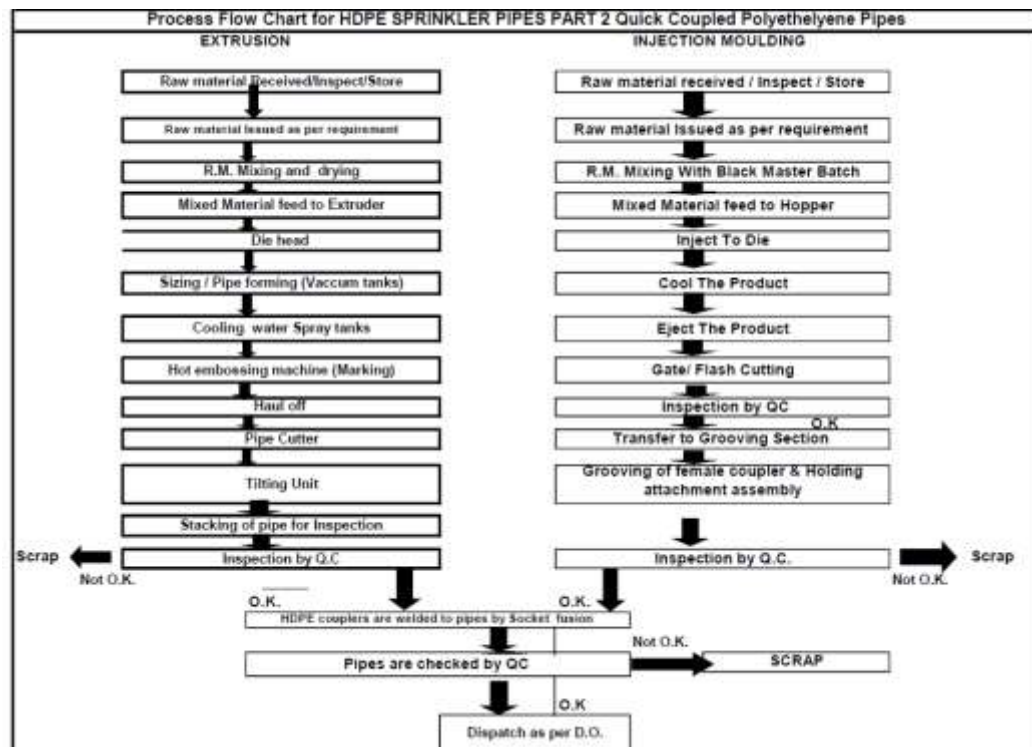 Process Flow Chart for HDPE SPRINKLER PIPES PART 2 Quick Coupled Polyethelyene Pipes
EXTRUSION
Raw material Received/Inspect/Store
Raw material Issued as per requirement
R.M. Mixing and drying
Mixed Material feed to Extruder
Die head
Sizing / Pipe forming (Vaccum tanks)
Cooling water Spray tanks
Hot embossing machine (Marking)
Haul off
Pipe Cutter
Tilting Unit
Stacking of pipe for Inspection
Inspection by Q.C
Scrap
Not O.K.
INJECTION MOULDING
Raw material received / Inspect / Store
Raw material Issued as per requirement
R.M. Mixing With Black Master Batch
Mixed Material feed to Hopper
Inject To Die
Cool The Product
Eject The Product
Gate/ Flash Cutting
Inspection by QC
O.K
Transfer to Grooving Section
Grooving of female coupler & Holding
attachment assembly
Inspection by Q.C.
Scrap
Not O.K.
O.K.
O.K.
HDPE couplers are welded to pipes by Socket fusion
Not O.K.
Pipes are checked by QC
SCRAP
O.K
Dispatch as per D.O.